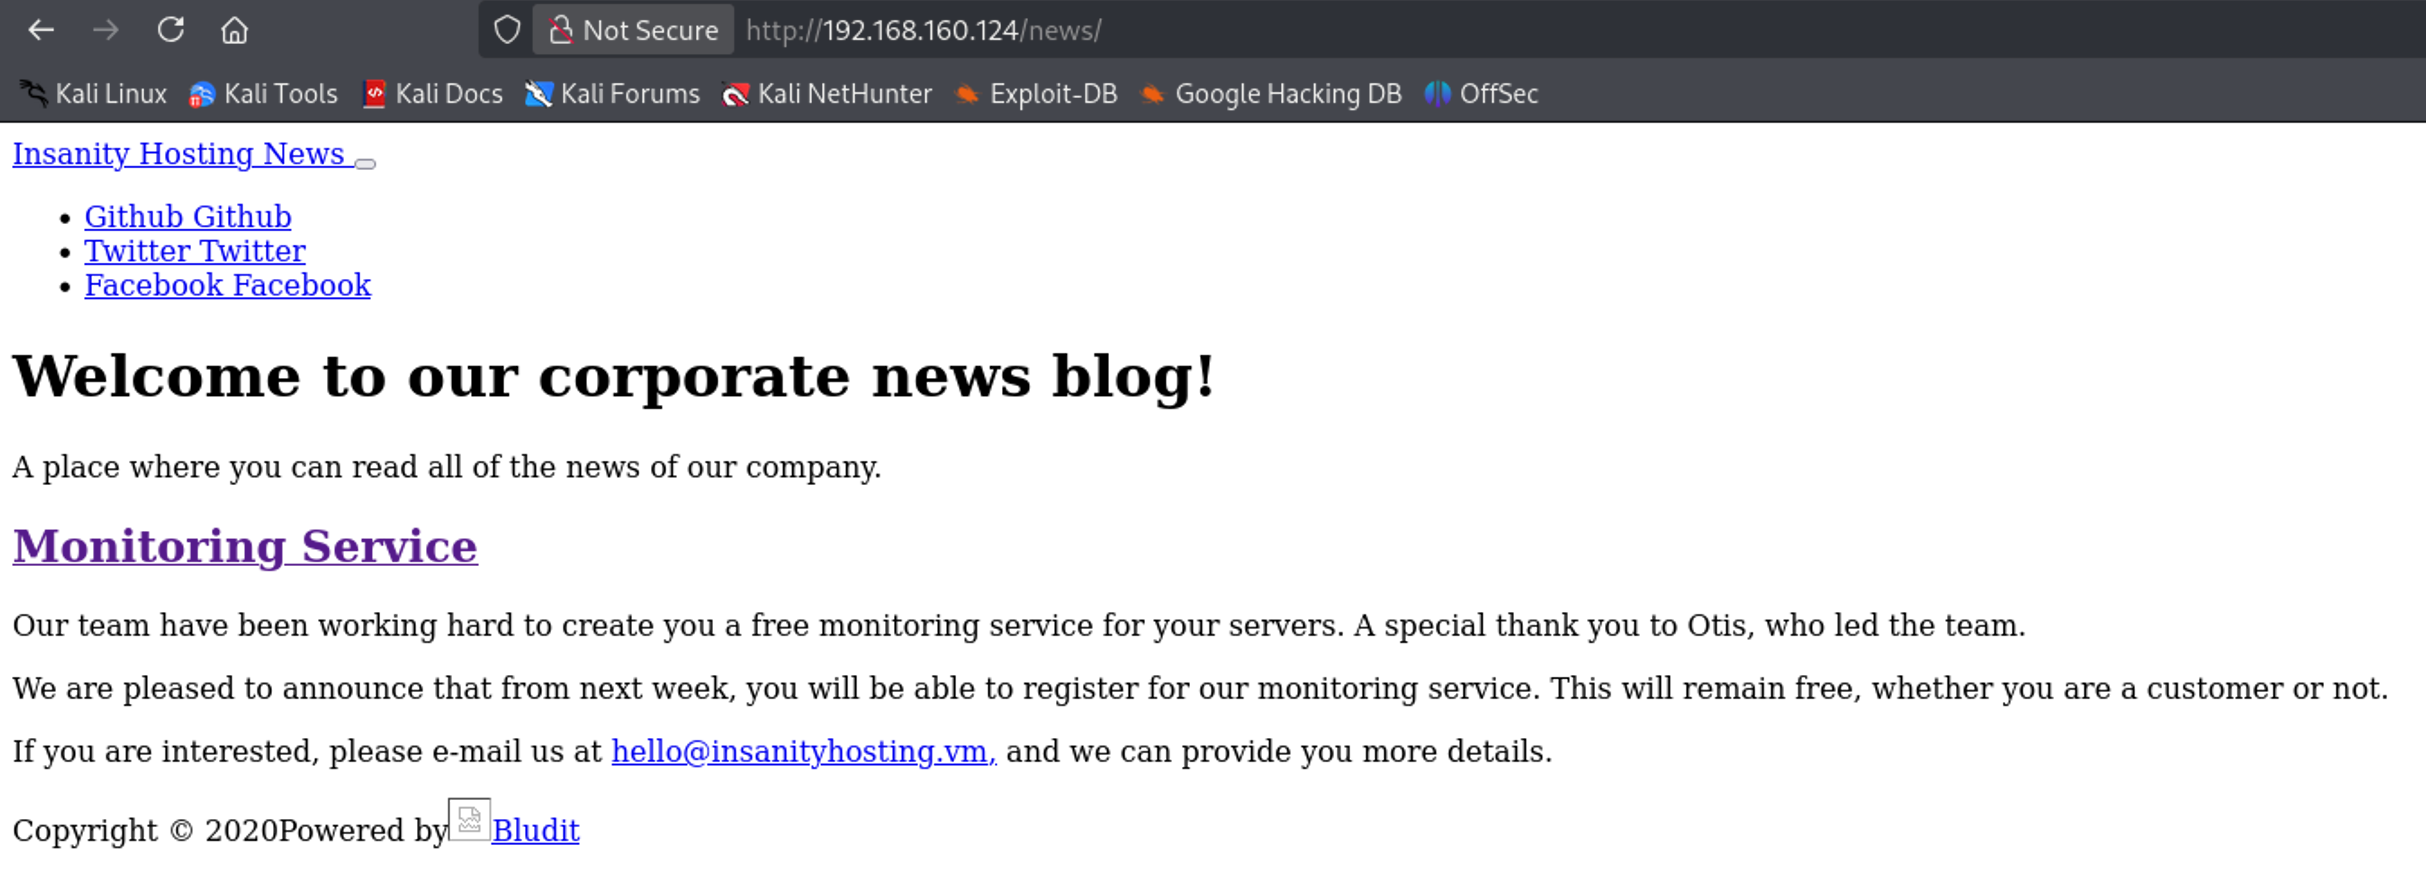 Not Secure http://192.168.160.124/news/
Kali Linux Kali Tools Kali Docs Kali Forums Kali NetHunter Exploit-DB Google Hacking DB OffSec
Insanity Hosting News
Github Github
Twitter Twitter
Facebook Facebook
Welcome to our corporate news blog!
A place where you can read all of the news of our company.
Monitoring Service
Our team have been working hard to create you a free monitoring service for your servers. A special thank you to Otis, who led the team.
We are pleased to announce that from next week, you will be able to register for our monitoring service. This will remain free, whether you are a customer or not.
If you are interested, please e-mail us at hello@insanityhosting.vm, and we can provide you more details.
Copyright © 2020Powered by Bludit